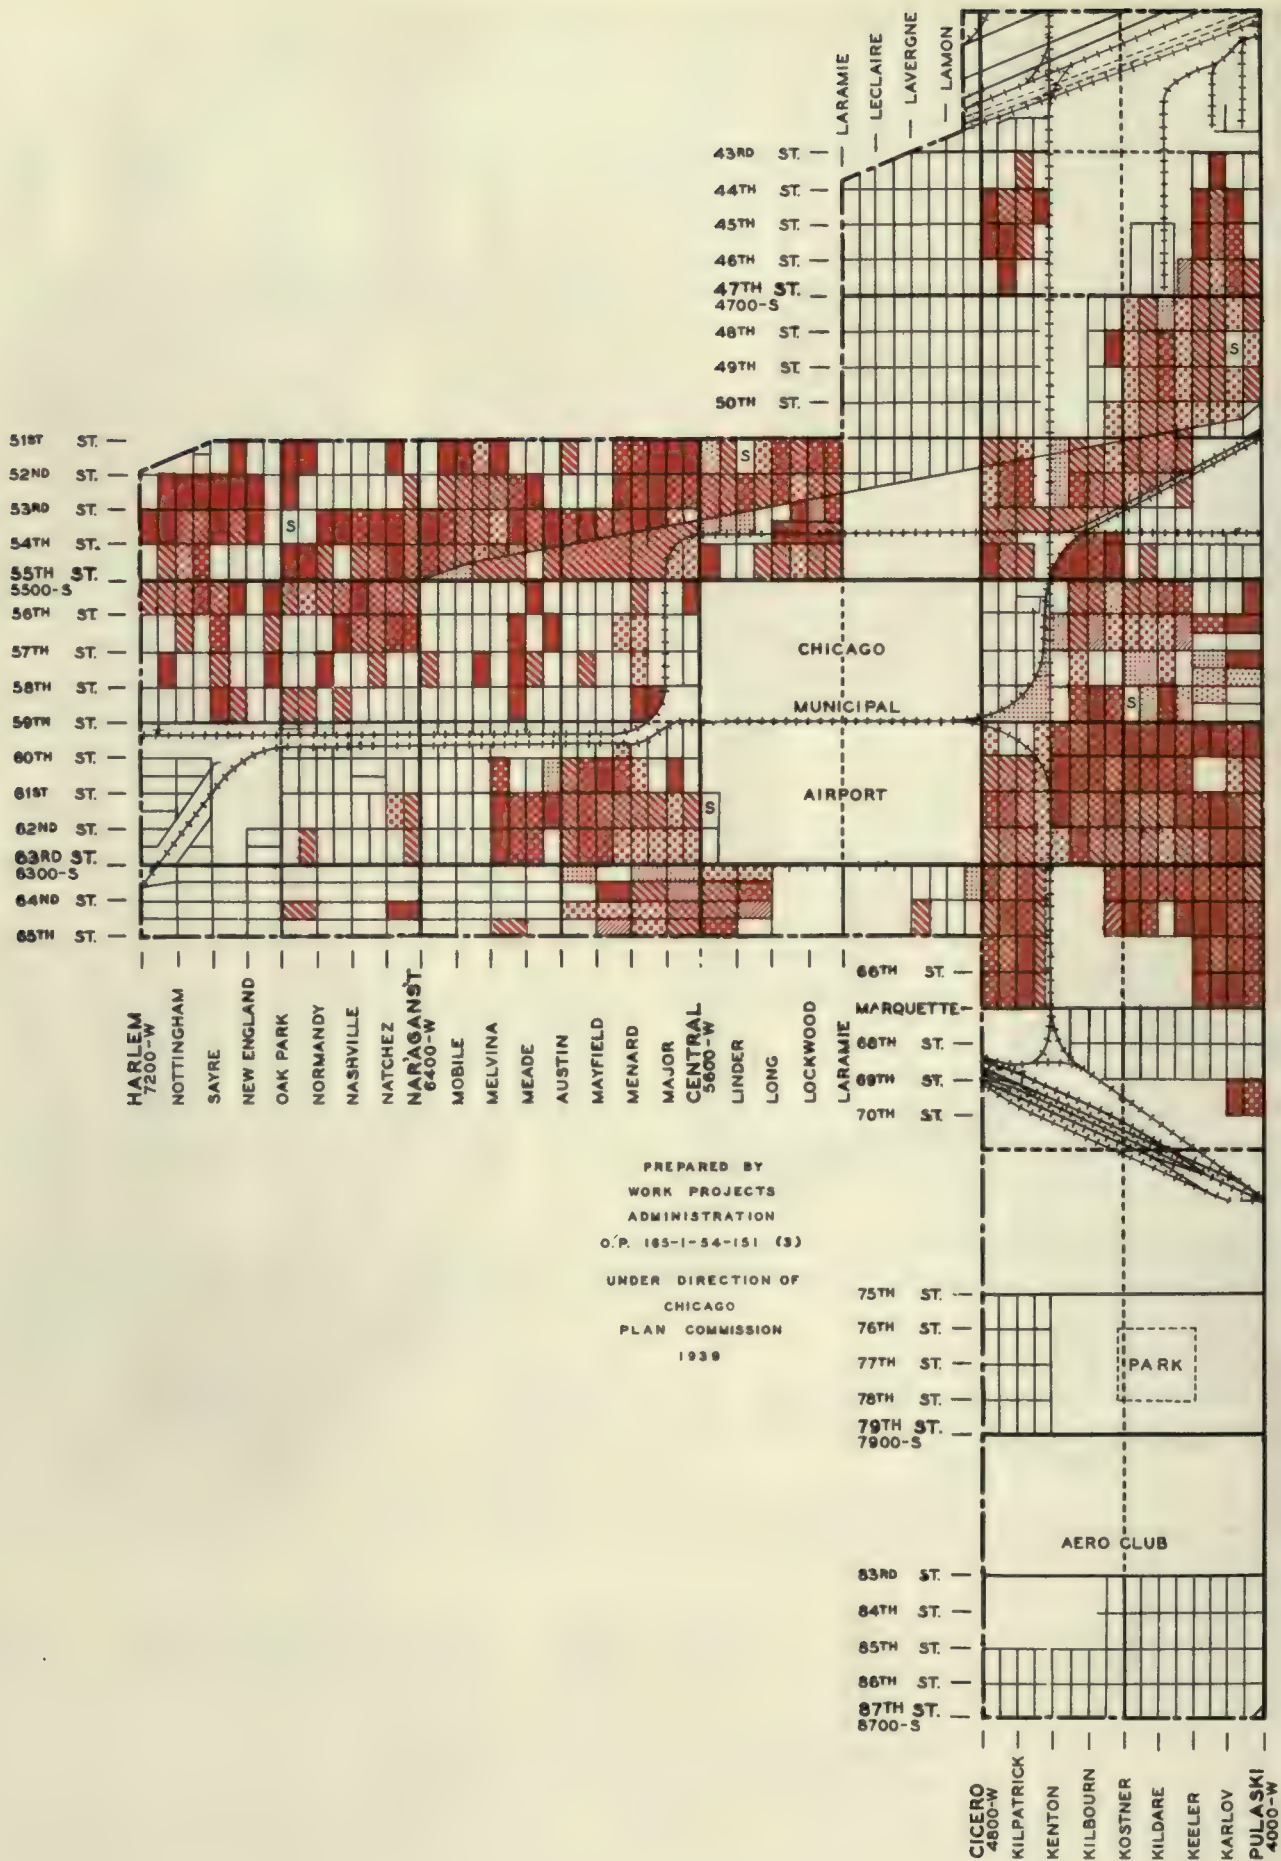 LARAMIE
LECLAIRE
LAVERGNE
LAMON
43RD ST.
44TH ST.
45TH ST.
46TH ST.
47TH ST.
4700-S
48TH ST.
49TH ST.
50TH ST.
S
51ST ST.
52ND ST.
53RD ST.
54TH ST.
55TH ST.
5500-S
56TH ST.
57TH ST.
58TH ST.
59TH ST.
60TH ST.
61ST ST.
62ND ST.
63RD ST.
6300-S
64TH ST.
65TH ST.
S
S
S
S
CHICAGO
MUNICIPAL
AIRPORT
66TH ST.
MARQUETTE
68TH ST.
69TH ST.
70TH ST.
HARLEM
7200-W
NOTTINGHAM
SAYRE
NEW ENGLAND
OAK PARK
NORMANDY
NASHVILLE
NATCHEZ
NAR'AGANS'T
6400-W
MOBILE
MELVINA
MEADE
AUSTIN
MAYFIELD
MENARD
MAJOR
CENTRAL
5600-W
LINDER
LONG
LOCKWOOD
LARAMIE
PREPARED BY
WORK PROJECTS
ADMINISTRATION
O.P. 165-1-54-151 (3)
UNDER DIRECTION OF
CHICAGO
PLAN COMMISSION
1939
75TH ST.
76TH ST.
77TH ST.
78TH ST.
79TH ST.
7900-S
PARK
AERO CLUB
83RD ST.
84TH ST.
85TH ST.
86TH ST.
87TH ST.
8700-S
CICERO
4800-W
KILPATRICK
KENTON
KILBOURN
KOSTNER
KILDARE
KEELER
KARLOV
PULASKI
4000-W